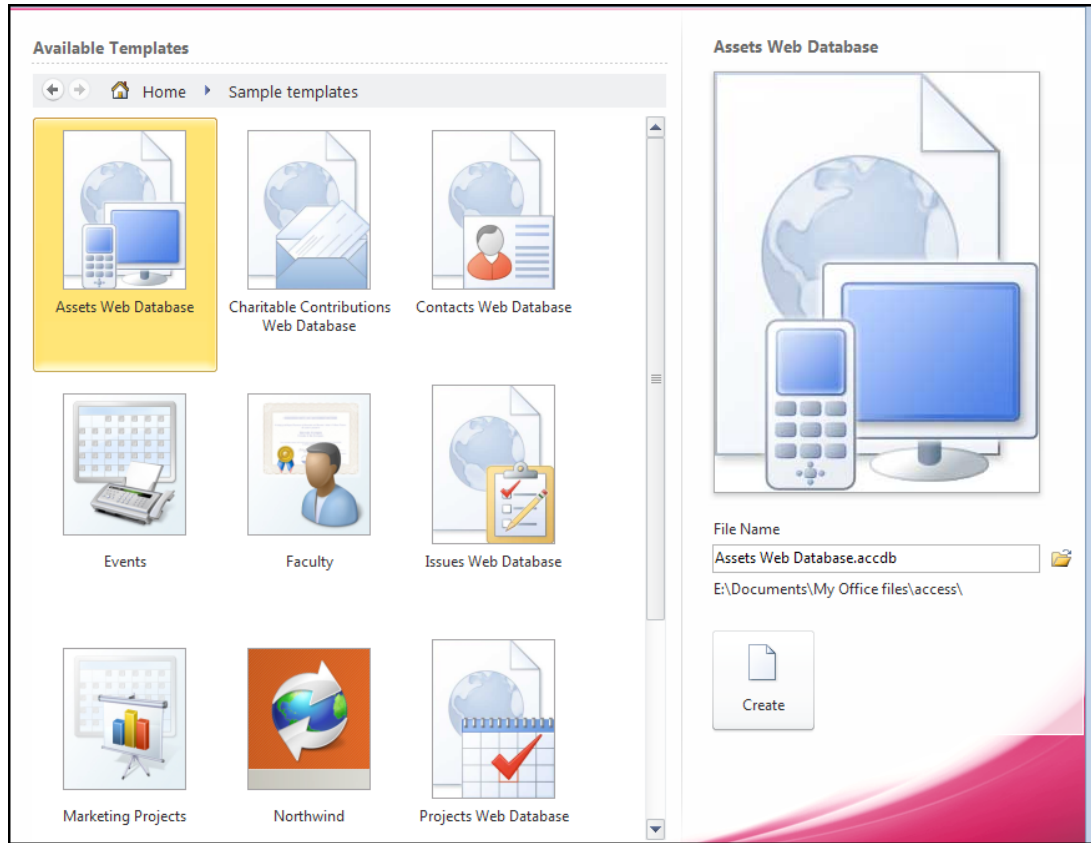 Available Templates
Home
Sample templates
Assets Web Database
Charitable Contributions
Web Database
Contacts Web Database
Events
Faculty
Issues Web Database
Marketing Projects
Northwind
Projects Web Database
Assets Web Database
File Name
Assets Web Database.accdb
E:\Documents\My Office files\access\
Create